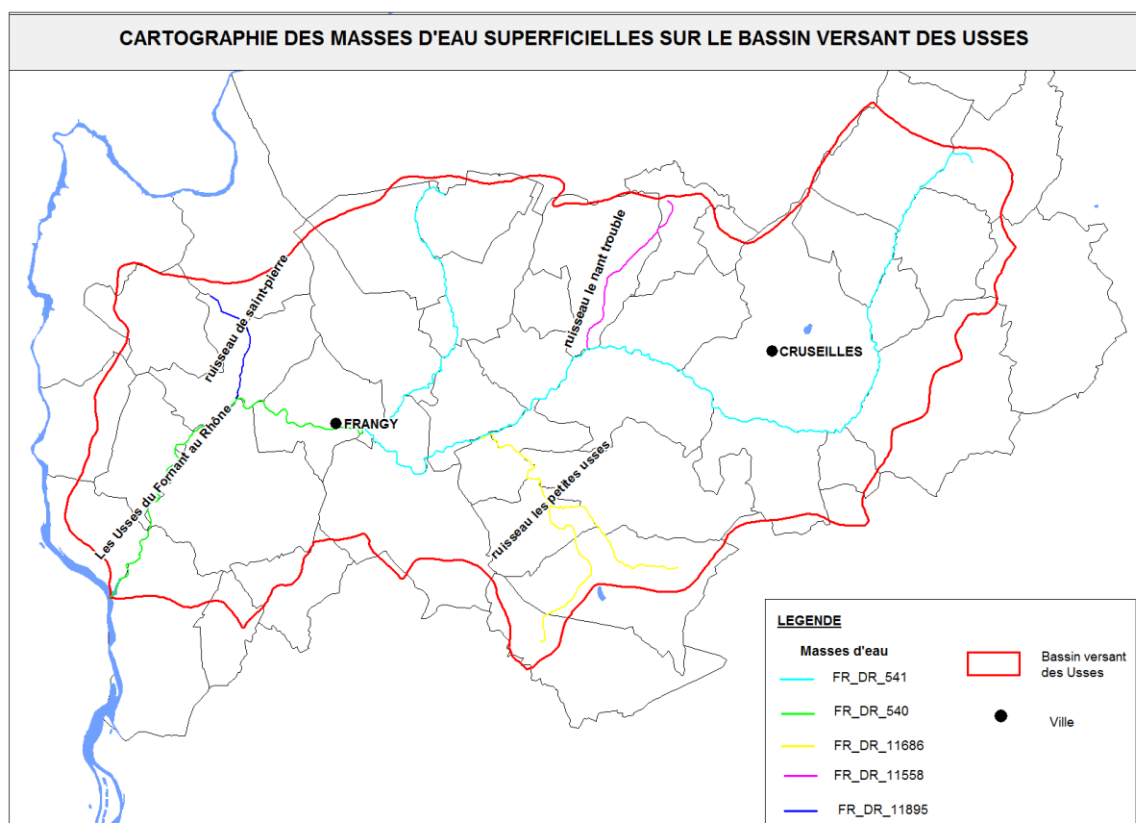 CARTOGRAPHIE DES MASSES D'EAU SUPERFICIELLES SUR LE BASSIN VERSANT DES USSES
ruisseau de saint-pierre
ruisseau le nant trouble
CRUSEILLES
FRANGY
Les Usses du Fornant au Rhône
ruisseau les petites usses
LEGENDE
Masses d'eau
FR_DR_541
FR_DR_540
FR_DR_11686
FR_DR_11558
FR_DR_11895
Bassin versant
des Usses
Ville